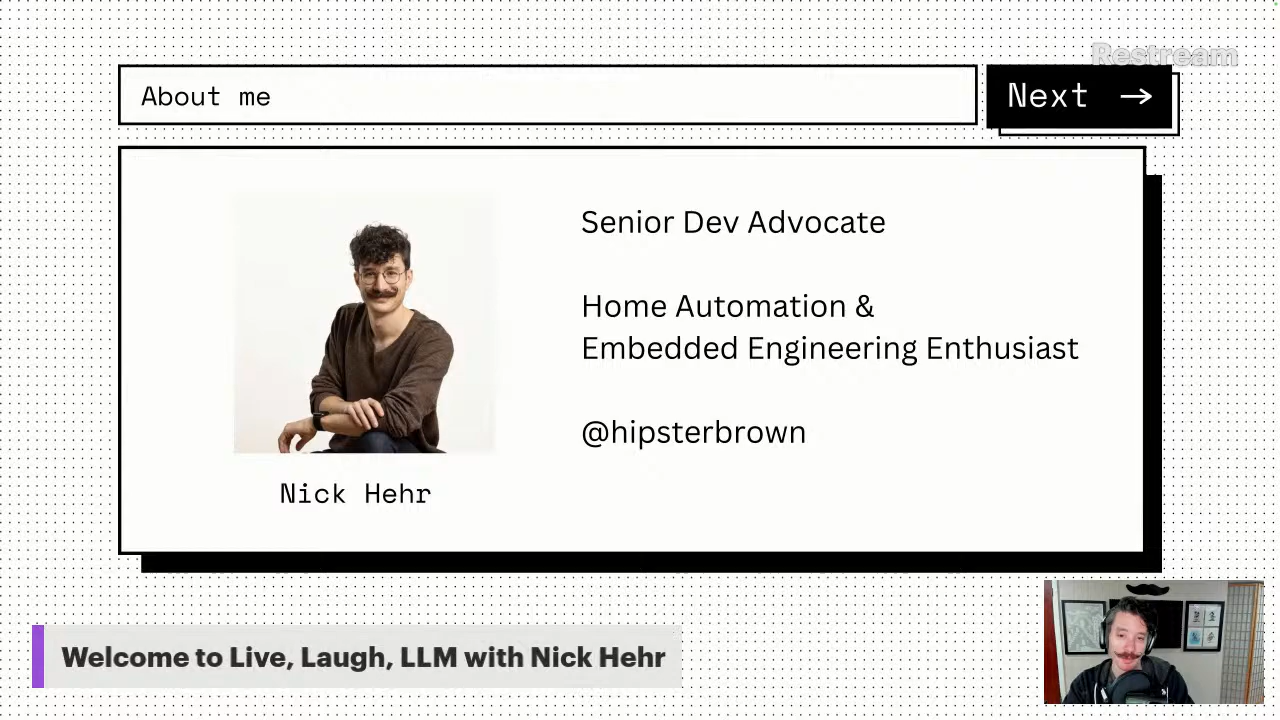 Restream
About me
Next →
Senior Dev Advocate
Home Automation &
Embedded Engineering Enthusiast
@hipsterbrown
Nick Hehr
Welcome to Live, Laugh, LLM with Nick Hehr